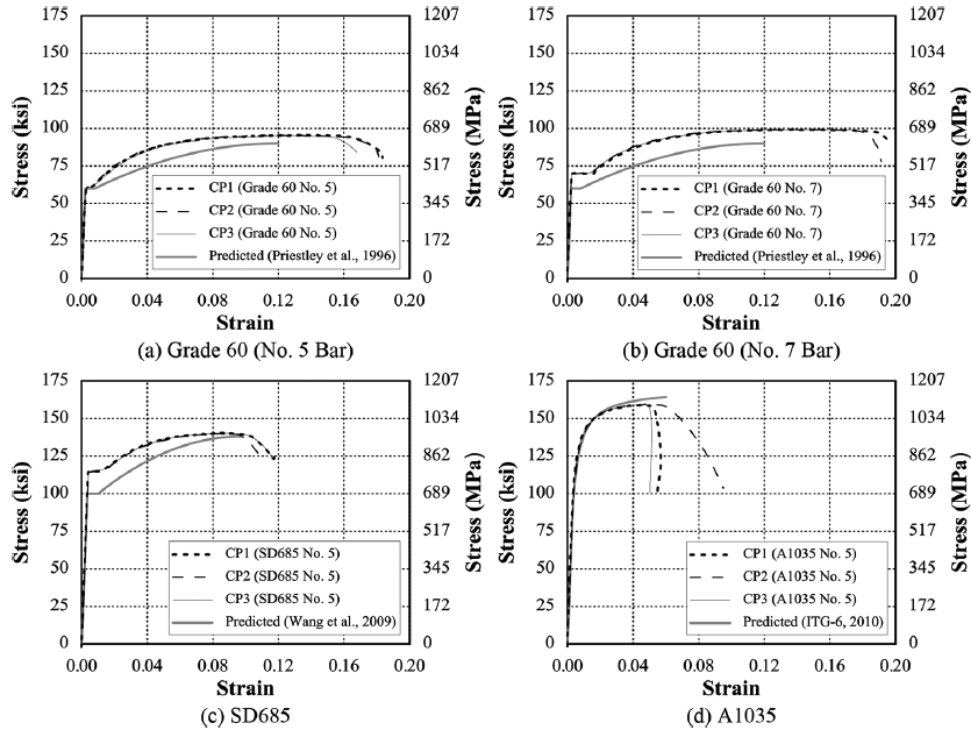 175
150
125
100
75
50
25
0
Stress (ksi)
1207
1034
862
689
517
345
172
0
Stress (MPa)
CP1 (Grade 60 No. 5)
CP2 (Grade 60 No. 5)
CP3 (Grade 60 No. 5)
Predicted (Priestley et al., 1996)
0.00 0.04 0.08 0.12 0.16 0.20
Strain
(a) Grade 60 (No. 5 Bar)
175
150
125
100
75
50
25
0
Stress (ksi)
1207
1034
862
689
517
345
172
0
Stress (MPa)
CP1 (Grade 60 No. 7)
CP2 (Grade 60 No. 7)
CP3 (Grade 60 No. 7)
Predicted (Priestley et al., 1996)
0.00 0.04 0.08 0.12 0.16 0.20
Strain
(b) Grade 60 (No. 7 Bar)
175
150
125
100
75
50
25
0
Stress (ksi)
1207
1034
862
689
517
345
172
0
Stress (MPa)
CP1 (SD685 No. 5)
CP2 (SD685 No. 5)
CP3 (SD685 No. 5)
Predicted (Wang et al., 2009)
0.00 0.04 0.08 0.12 0.16 0.20
Strain
(c) SD685
175
150
125
100
75
50
25
0
Stress (ksi)
1207
1034
862
689
517
345
172
0
Stress (MPa)
CP1 (A1035 No. 5)
CP2 (A1035 No. 5)
CP3 (A1035 No. 5)
Predicted (ITG-6, 2010)
0.00 0.04 0.08 0.12 0.16 0.20
Strain
(d) A1035